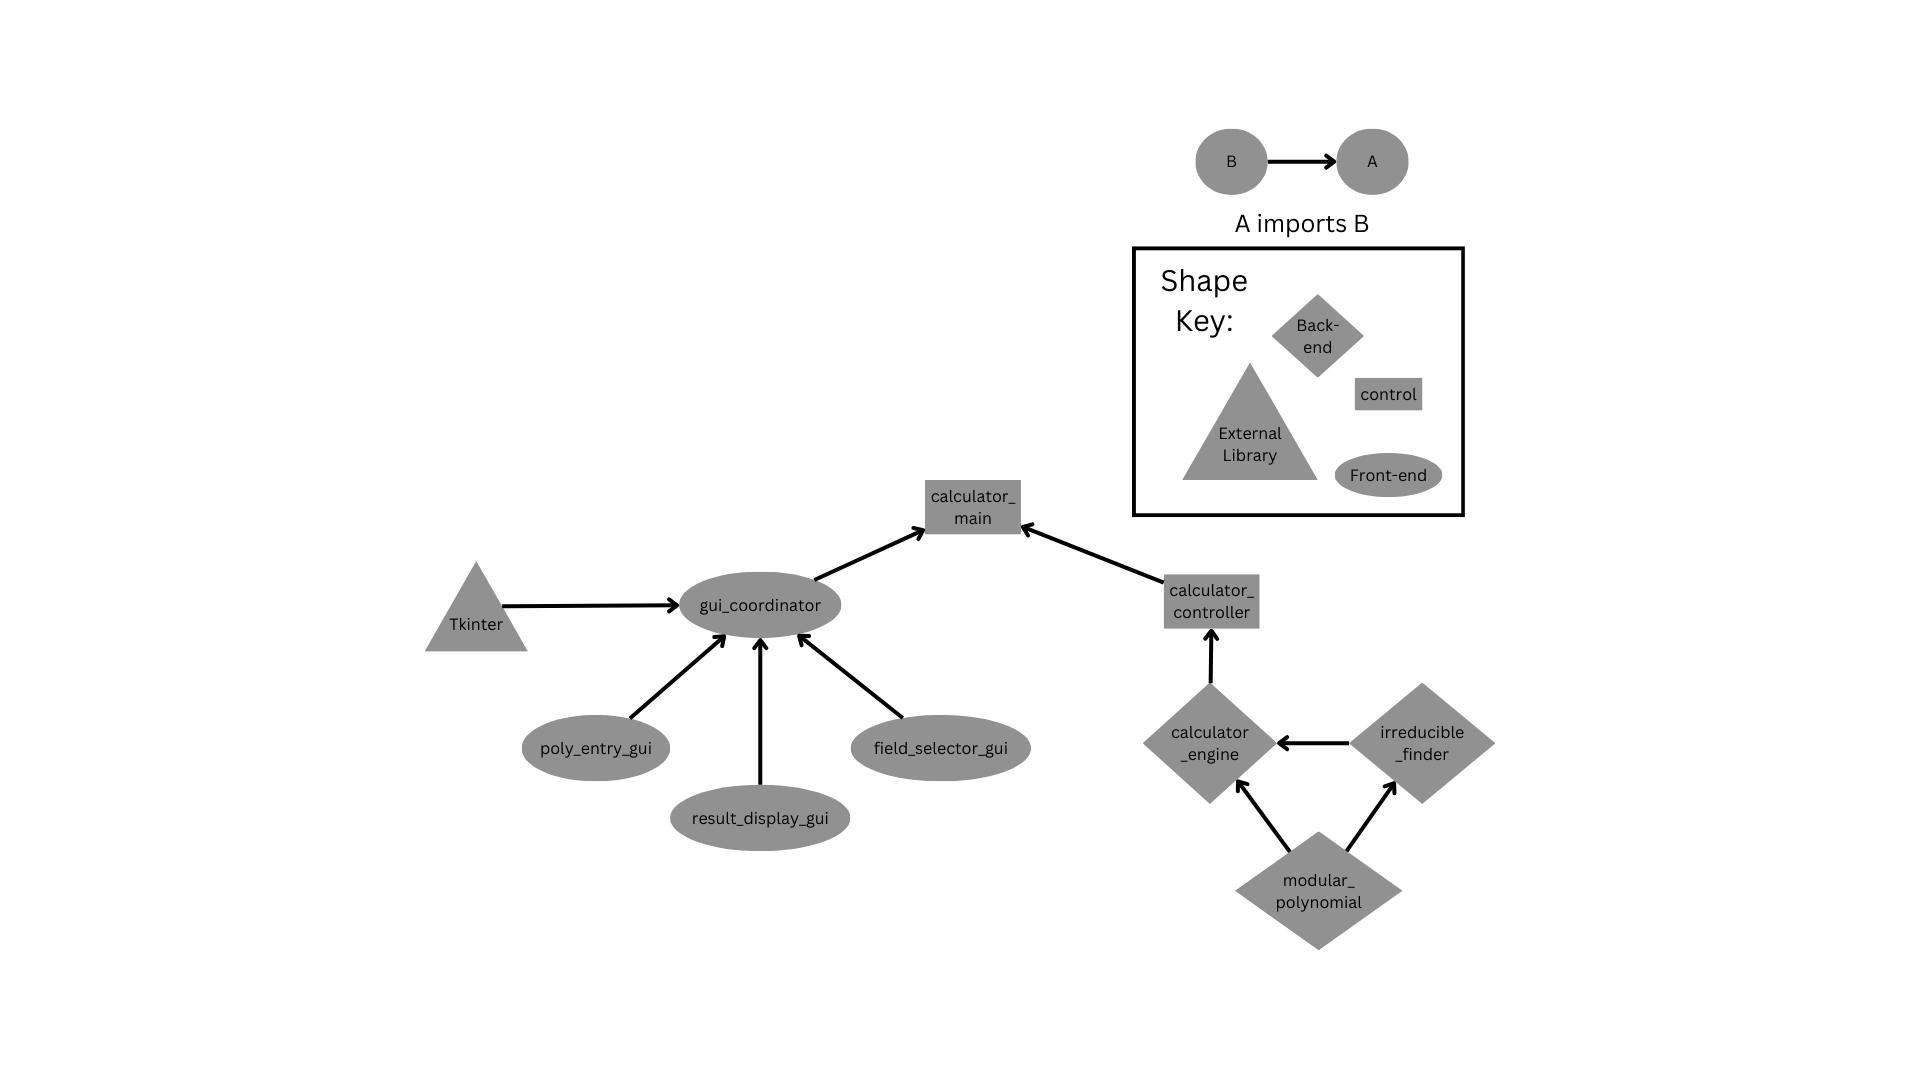 B
A
A imports B
Shape
Key:
Back-
end
control
External
Library
Front-end
calculator_
main
Tkinter
gui_coordinator
calculator_
controller
poly_entry_gui
field_selector_gui
result_display_gui
calculator
_engine
irreducible
_finder
modular_
polynomial